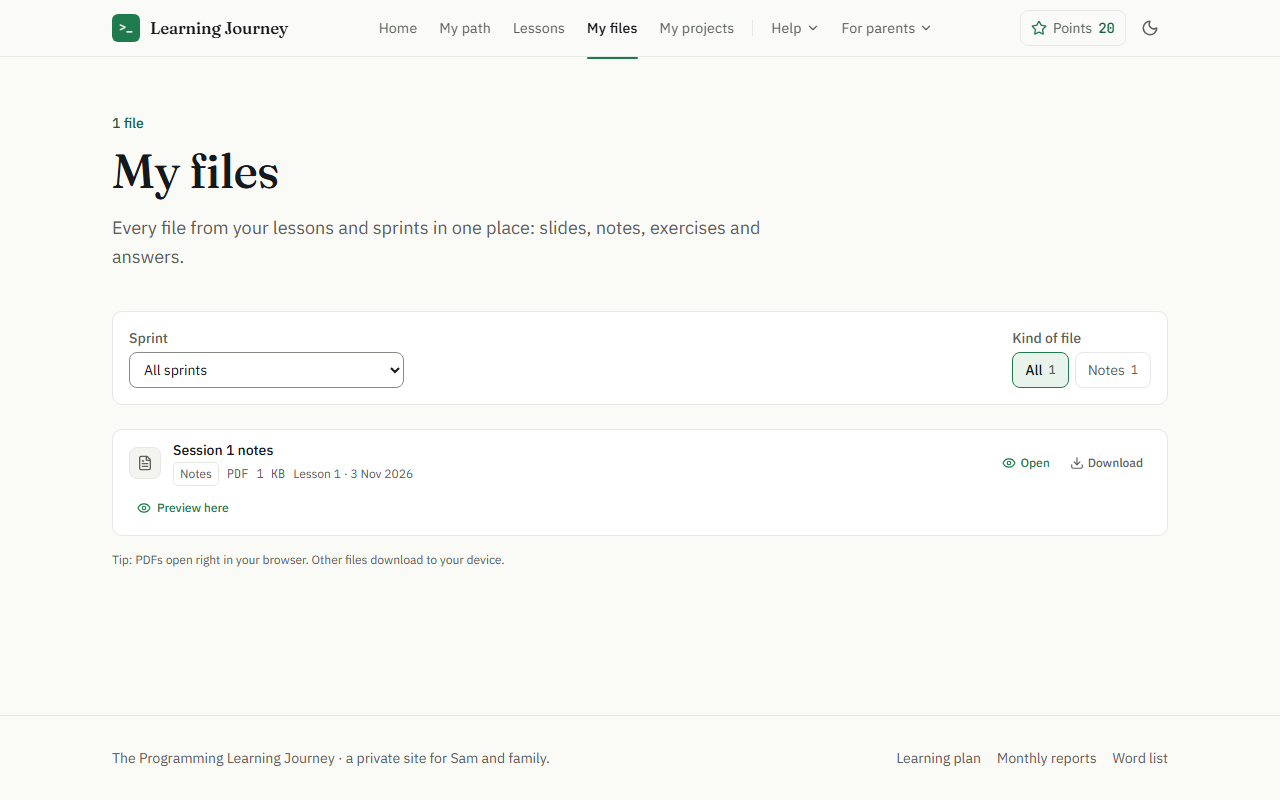 >_ Learning Journey
Home My path Lessons My files My projects Help For parents
Points 20
1 file
My files
Every file from your lessons and sprints in one place: slides, notes, exercises and
answers.
Sprint
All sprints
Kind of file
All 1 Notes 1
Session 1 notes
Notes PDF 1 KB Lesson 1 · 3 Nov 2026
Open Download
Preview here
Tip: PDFs open right in your browser. Other files download to your device.
The Programming Learning Journey · a private site for Sam and family.
Learning plan Monthly reports Word list